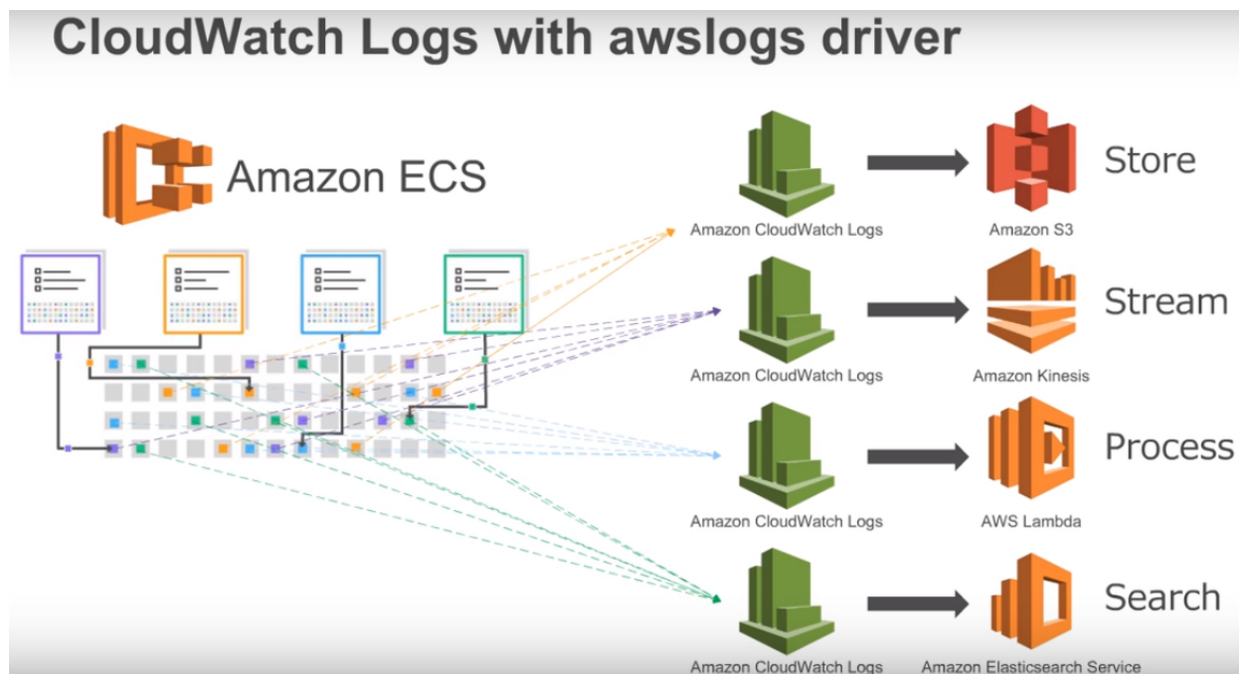 CloudWatch Logs with awslogs driver
Amazon ECS
Amazon CloudWatch Logs
Amazon S3
Store
Amazon CloudWatch Logs
Amazon Kinesis
Stream
Amazon CloudWatch Logs
AWS Lambda
Process
Amazon CloudWatch Logs
Amazon Elasticsearch Service
Search